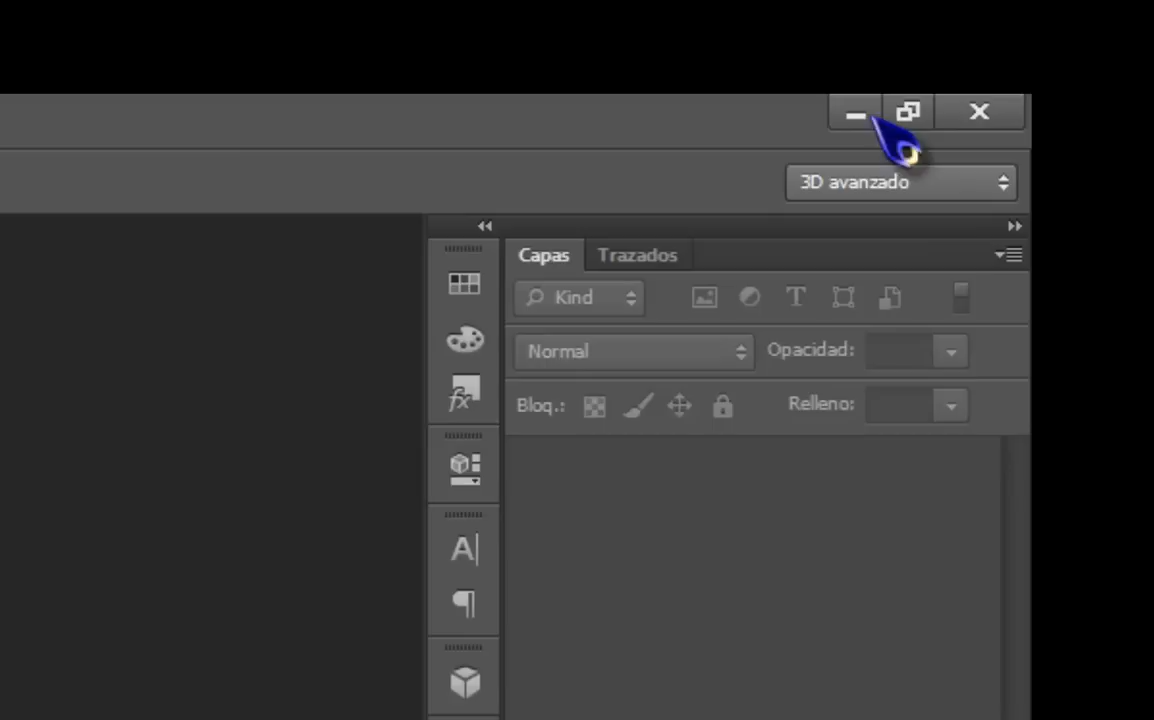 3D avanzado
Capas Trazados
Kind
Normal Opacidad:
Bloq.: Relleno: